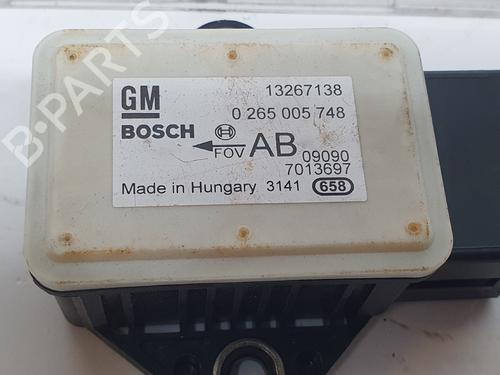 GM 13267138
BOSCH 0 265 005 748
FOV AB 09090
7013697
Made in Hungary 3141 658
B-PARTS